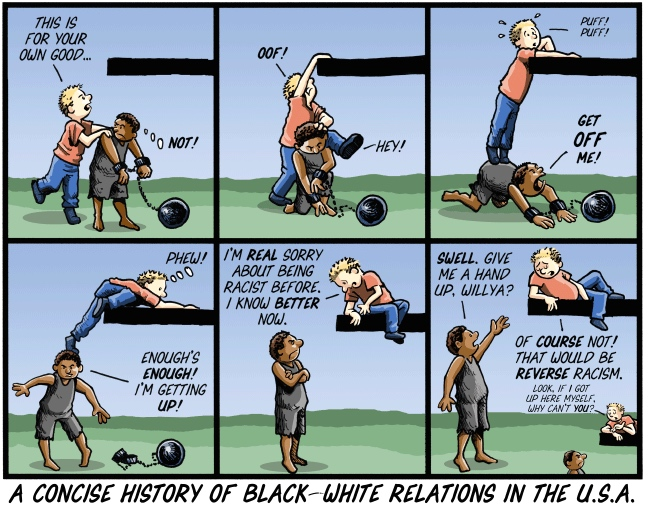 THIS IS
FOR YOUR
OWN GOOD...
NOT!
OOF!
HEY!
PUFF!
PUFF!
GET
OFF
ME!
PHEW!
ENOUGH'S
ENOUGH!
I'M GETTING
UP!
I'M REAL SORRY
ABOUT BEING
RACIST BEFORE.
I KNOW BETTER
NOW.
SWELL. GIVE
ME A HAND
UP, WILLYA?
OF COURSE NOT!
THAT WOULD BE
REVERSE RACISM.
LOOK, IF I GOT
UP HERE MYSELF,
WHY CAN'T YOU?
A CONCISE HISTORY OF BLACK-WHITE RELATIONS IN THE U.S.A.